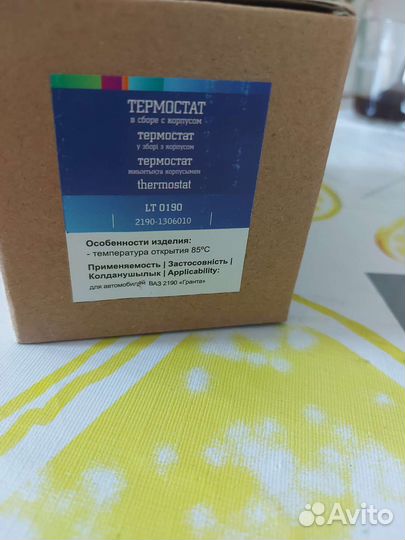 ТЕРМОСТАТ
в сборе с корпусом
термостат
у зборі з корпусом
термостат
жиынтықта корпусымен
thermostat
LT 0190
2190-1306010
Особенности изделия:
- температура открытия 85°С
Применяемость | Застосовність |
Колданушылык | Applicability:
для автомобилей ВАЗ 2190 «Гранта»
Avito